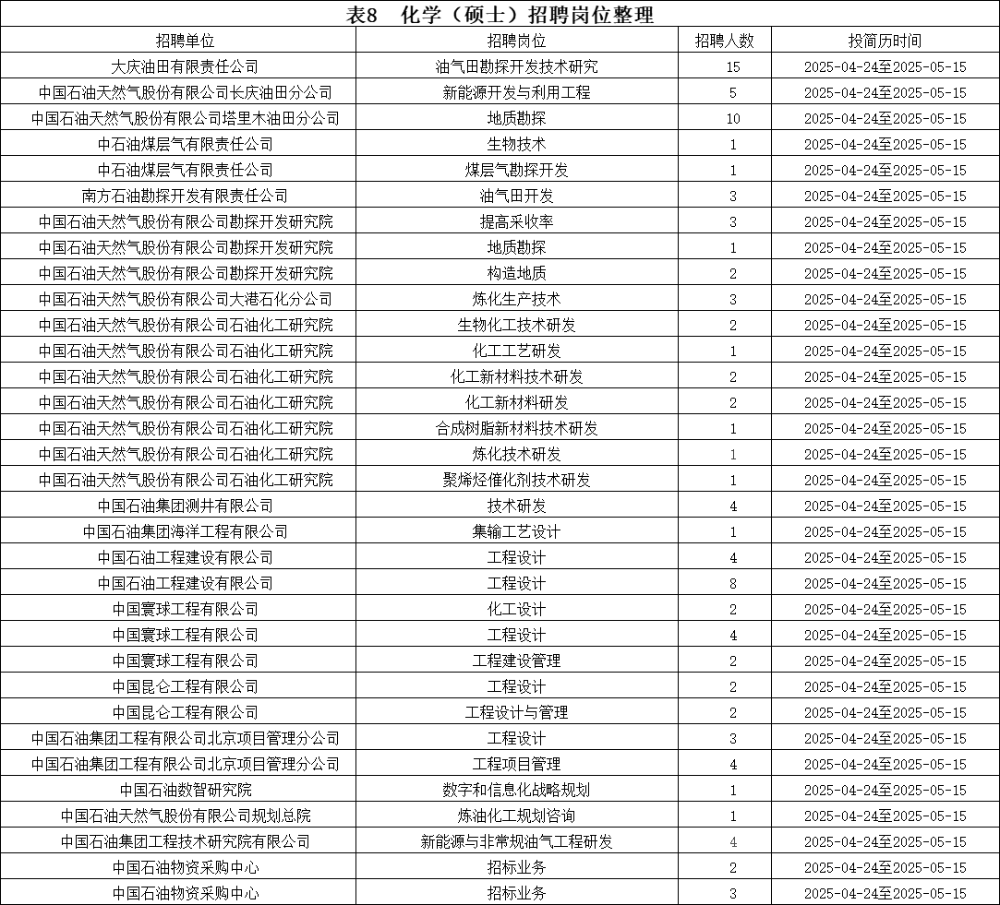 表8 化学（硕士）招聘岗位整理
招聘单位 招聘岗位 招聘人数 投简历时间
大庆油田有限责任公司 油气田勘探开发技术研究 15 2025-04-24至2025-05-15
中国石油天然气股份有限公司长庆油田分公司 新能源开发与利用工程 5 2025-04-24至2025-05-15
中国石油天然气股份有限公司塔里木油田分公司 地质勘探 10 2025-04-24至2025-05-15
中石油煤层气有限责任公司 生物技术 1 2025-04-24至2025-05-15
中石油煤层气有限责任公司 煤层气勘探开发 1 2025-04-24至2025-05-15
南方石油勘探开发有限责任公司 油气田开发 3 2025-04-24至2025-05-15
中国石油天然气股份有限公司勘探开发研究院 提高采收率 3 2025-04-24至2025-05-15
中国石油天然气股份有限公司勘探开发研究院 地质勘探 1 2025-04-24至2025-05-15
中国石油天然气股份有限公司勘探开发研究院 构造地质 2 2025-04-24至2025-05-15
中国石油天然气股份有限公司大港石化分公司 炼化生产技术 3 2025-04-24至2025-05-15
中国石油天然气股份有限公司石油化工研究院 生物化工技术研发 2 2025-04-24至2025-05-15
中国石油天然气股份有限公司石油化工研究院 化工工艺研发 1 2025-04-24至2025-05-15
中国石油天然气股份有限公司石油化工研究院 化工新材料技术研发 2 2025-04-24至2025-05-15
中国石油天然气股份有限公司石油化工研究院 化工新材料研发 2 2025-04-24至2025-05-15
中国石油天然气股份有限公司石油化工研究院 合成树脂新材料技术研发 1 2025-04-24至2025-05-15
中国石油天然气股份有限公司石油化工研究院 炼化技术研发 1 2025-04-24至2025-05-15
中国石油天然气股份有限公司石油化工研究院 聚烯烃催化剂技术研发 1 2025-04-24至2025-05-15
中国石油集团测井有限公司 技术研发 4 2025-04-24至2025-05-15
中国石油集团海洋工程有限公司 集输工艺设计 1 2025-04-24至2025-05-15
中国石油工程建设有限公司 工程设计 4 2025-04-24至2025-05-15
中国石油工程建设有限公司 工程设计 8 2025-04-24至2025-05-15
中国寰球工程有限公司 化工设计 2 2025-04-24至2025-05-15
中国寰球工程有限公司 工程设计 4 2025-04-24至2025-05-15
中国寰球工程有限公司 工程建设管理 2 2025-04-24至2025-05-15
中国昆仑工程有限公司 工程设计 2 2025-04-24至2025-05-15
中国昆仑工程有限公司 工程设计与管理 2 2025-04-24至2025-05-15
中国石油集团工程有限公司北京项目管理分公司 工程设计 3 2025-04-24至2025-05-15
中国石油集团工程有限公司北京项目管理分公司 工程项目管理 4 2025-04-24至2025-05-15
中国石油数智研究院 数字和信息化战略规划 1 2025-04-24至2025-05-15
中国石油天然气股份有限公司规划总院 炼油化工规划咨询 1 2025-04-24至2025-05-15
中国石油集团工程技术研究院有限公司 新能源与非常规油气工程研发 4 2025-04-24至2025-05-15
中国石油物资采购中心 招标业务 2 2025-04-24至2025-05-15
中国石油物资采购中心 招标业务 3 2025-04-24至2025-05-15